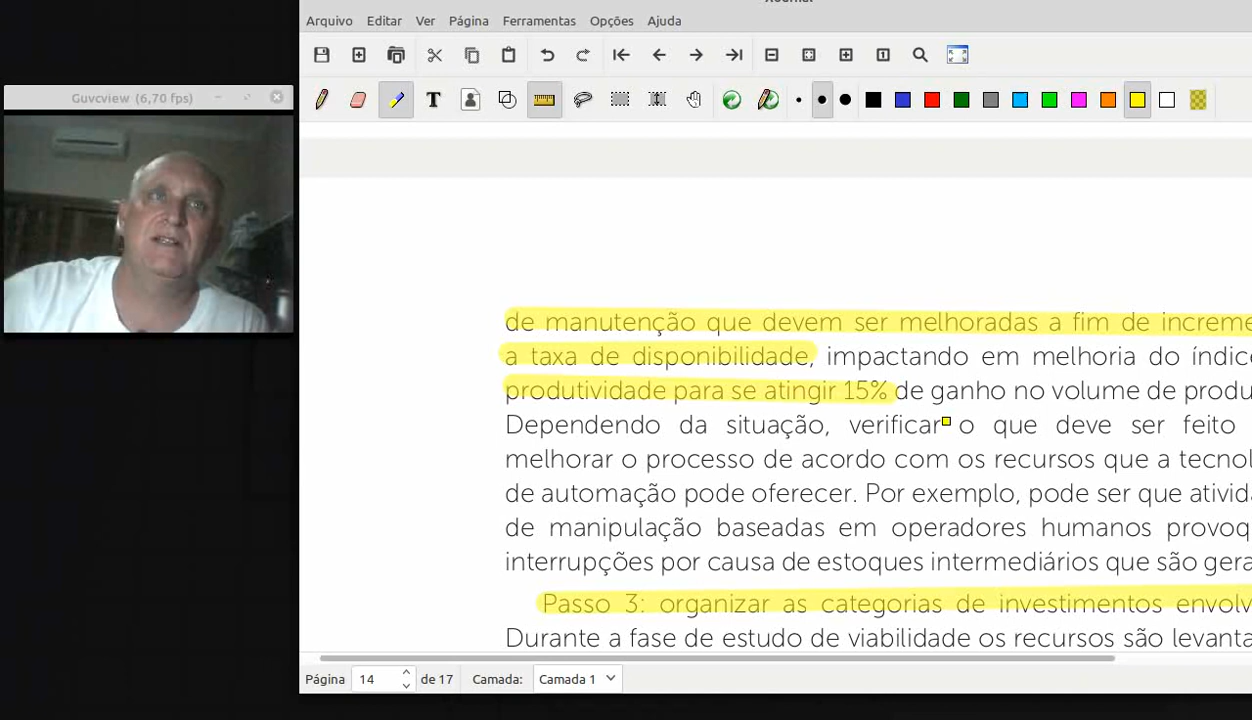 Guvcview (6,70 fps)
Arquivo Editar Ver Página Ferramentas Opções Ajuda
T
de manutenção que devem ser melhoradas a fim de increme
a taxa de disponibilidade, impactando em melhoria do índic
produtividade para se atingir 15% de ganho no volume de produ
Dependendo da situação, verificar o que deve ser feito
melhorar o processo de acordo com os recursos que a tecnol
de automação pode oferecer. Por exemplo, pode ser que ativida
de manipulação baseadas em operadores humanos provoq
interrupções por causa de estoques intermediários que são gera
Passo 3: organizar as categorias de investimentos envolv
Durante a fase de estudo de viabilidade os recursos são levanta
Página 14 de 17 Camada: Camada 1